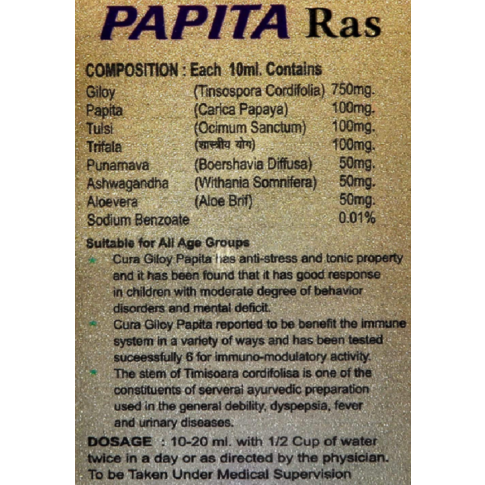 PAPITA Ras
COMPOSITION : Each 10ml. Contains
Giloy (Tinsospora Cordifolia) 750mg.
Papita (Carica Papaya) 100mg.
Tulsi (Ocimum Sanctum) 100mg.
Trifala (शास्त्रीय योग) 100mg.
Punarnava (Boershavia Diffusa) 50mg.
Ashwagandha (Withania Somnifera) 50mg.
Aloevera (Aloe Brif) 50mg.
Sodium Benzoate 0.01%
Suitable for All Age Groups
Cura Giloy Papita has anti-stress and tonic property
and it has been found that it has good response
in children with moderate degree of behavior
disorders and mental deficit.
Cura Giloy Papita reported to be benefit the immune
system in a variety of ways and has been tested
suceessfully 6 for immuno-modulatory activity.
The stem of Timisoara cordifolisa is one of the
constituents of serveral ayurvedic preparation
used in the general debility, dyspepsia, fever
and urinary diseases.
DOSAGE : 10-20 ml. with 1/2 Cup of water
twice in a day or as directed by the physician.
To be Taken Under Medical Supervision